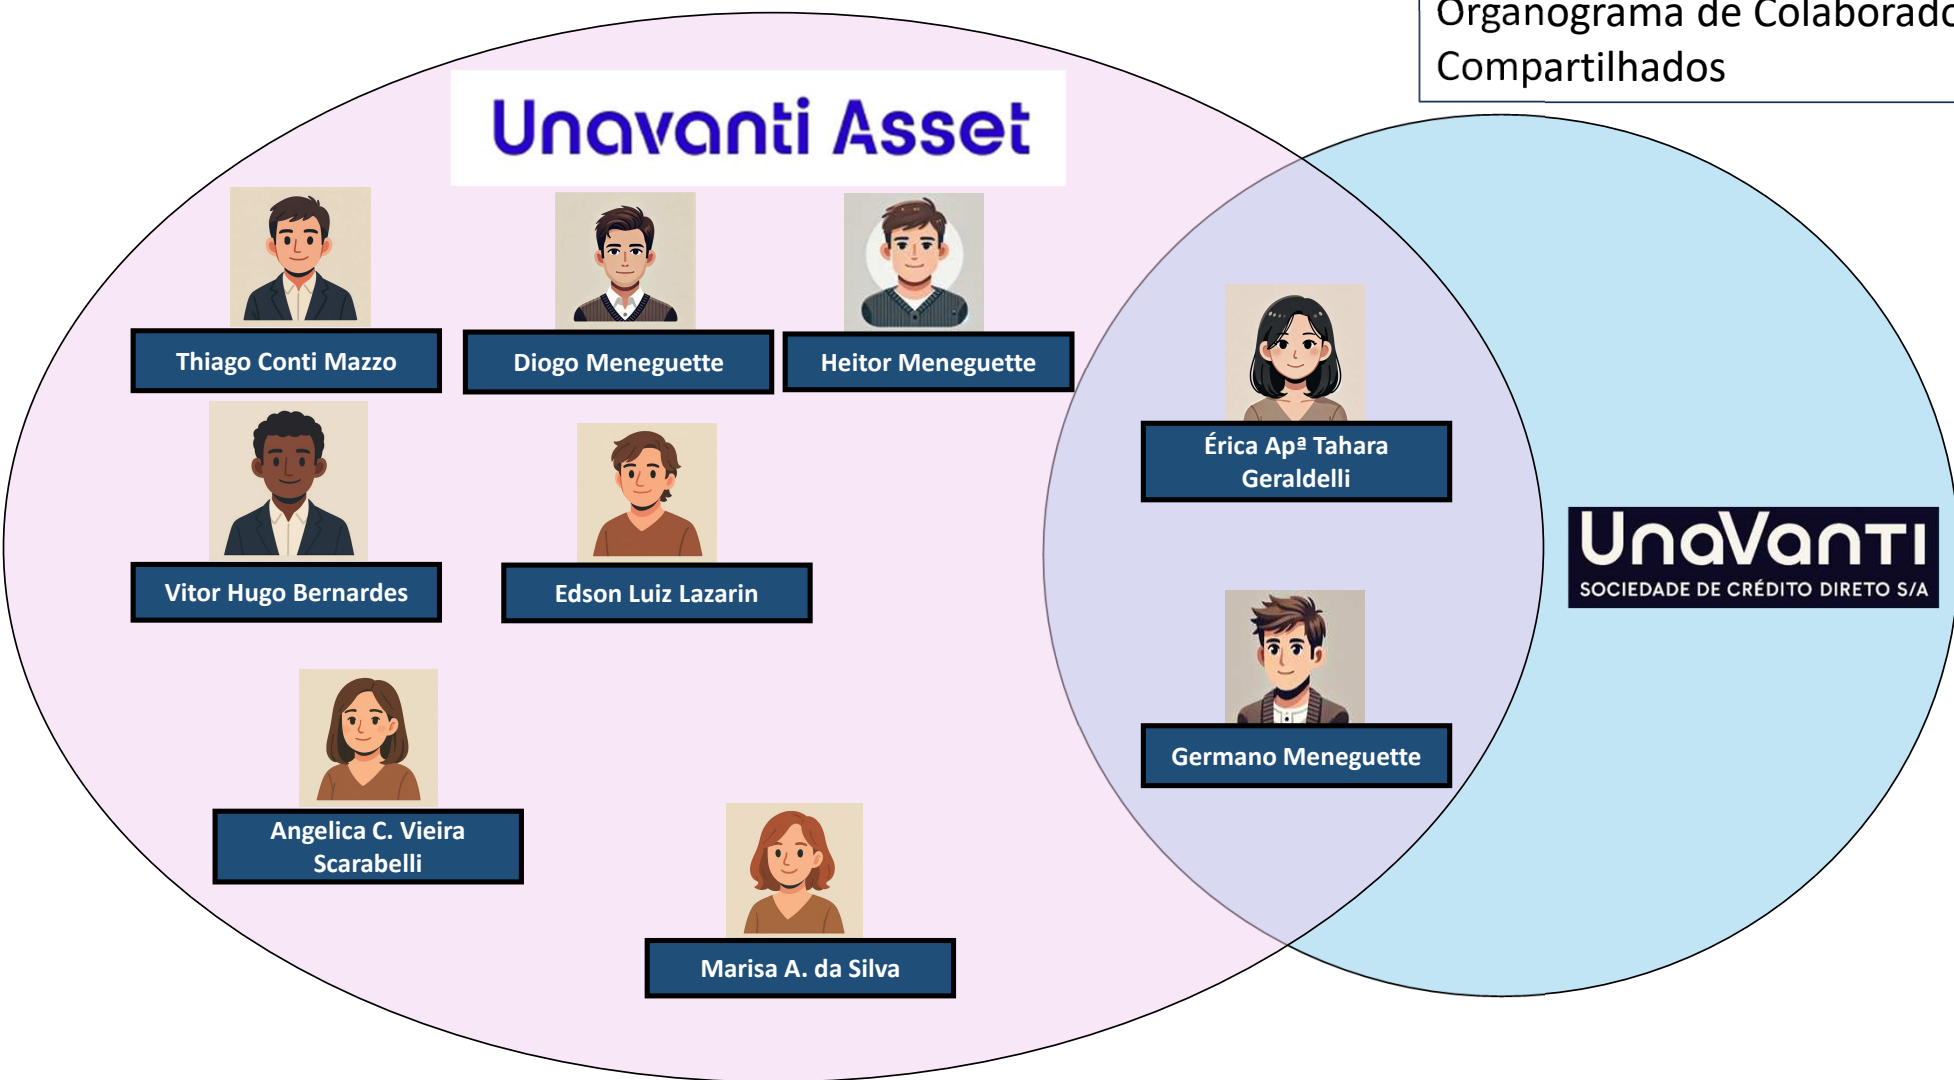 Organograma de
Compartilhados
Unavanti Asset
Thiago Conti Mazzo
Diogo Meneguette
Heitor Meneguette
Érica Apª Tahara
Geraldelli
Vitor Hugo Bernardes
Edson Luiz Lazarin
UnaVanTI
SOCIEDADE DE CRÉDITO DIRETO S/A
Germano Meneguette
Angelica C. Vieira
Scarabelli
Marisa A. da Silva